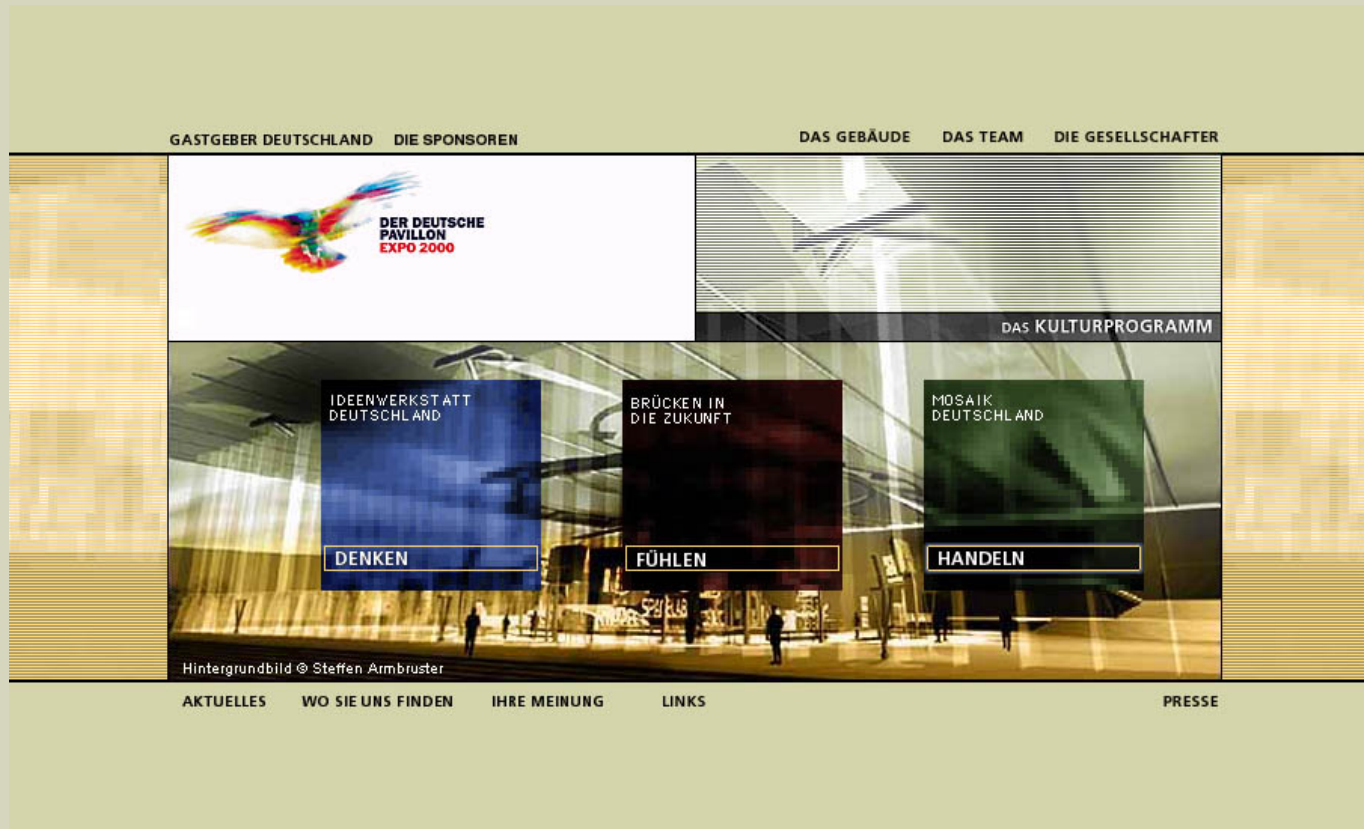 GASTGEBER DEUTSCHLAND DIE SPONSOREN
DAS GEBÄUDE DAS TEAM DIE GESELLSCHAFTER
DER DEUTSCHE
PAVILLON
EXPO 2000
DAS KULTURPROGRAMM
IDEENWERKSTATT
DEUTSCHLAND
DENKEN
BRÜCKEN IN
DIE ZUKUNFT
FÜHLEN
MOSAIK
DEUTSCHLAND
HANDELN
Hintergrundbild © Steffen Armbruster
AKTUELLES WO SIE UNS FINDEN IHRE MEINUNG LINKS PRESSE